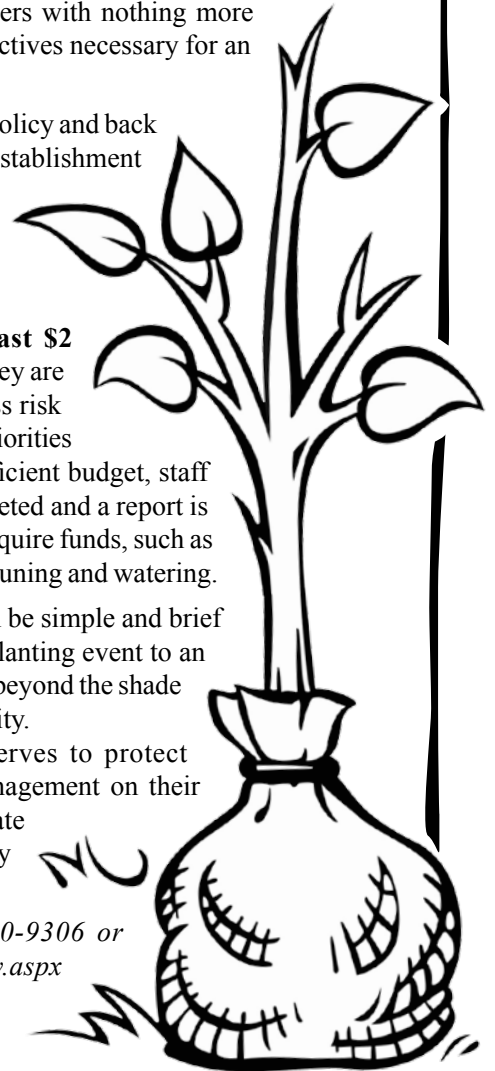 ers with nothing more
ctives necessary for an
olicy and back
stablishment
ast $2
ey are
ss risk
iorities
ficient budget, staff
eted and a report is
quire funds, such as
uning and watering.
be simple and brief
lanting event to an
beyond the shade
ity.
erves to protect
nagement on their
ate
y
0-9306 or
.aspx